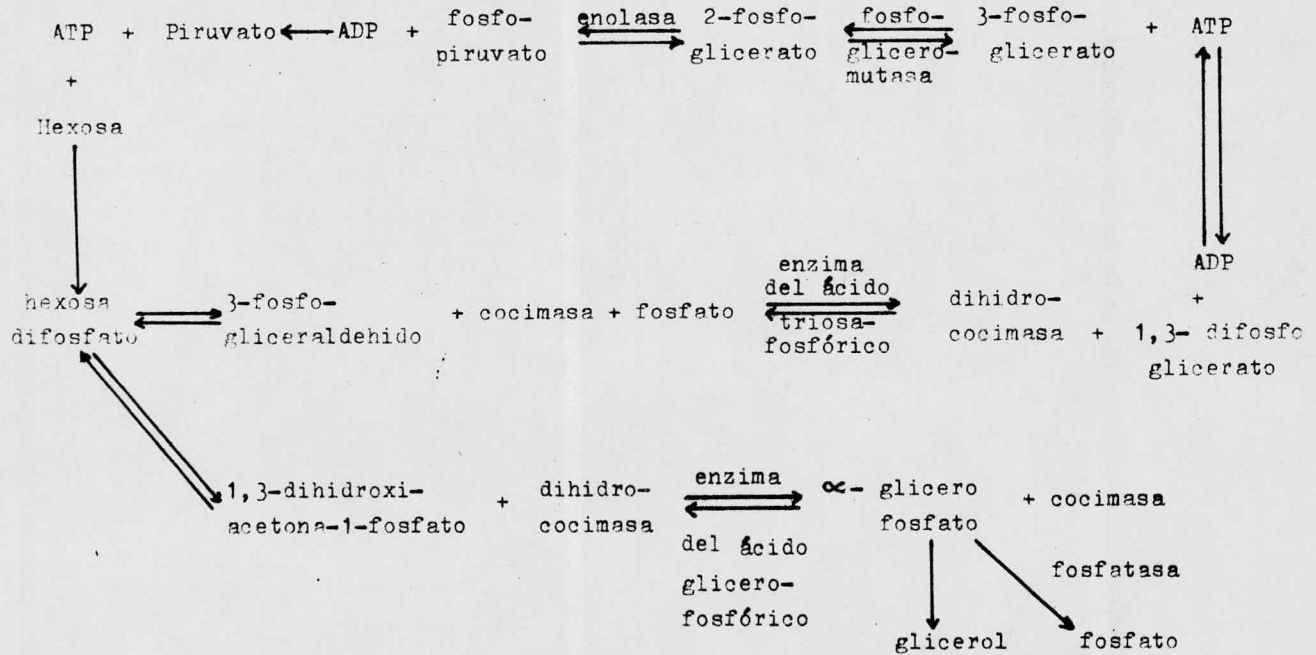 fosfo- enolasa 2-fosfo- fosfo- 3-fosfo-
ATP + Piruvato ADP + piruvato glicerato glicero- glicerato + ATP
mutasa
+
Hexosa
ADP
enzima
hexosa 3-fosfo- del ácido dihidro- +
difosfato gliceraldehido + cocimasa + fosfato triosa- cocimasa + 1,3- difosfo
fosfórico glicerato
1,3-dihidroxi- + dihidro- enzima ∝- glicero + cocimasa
acetona-1-fosfato cocimasa fosfato
del ácido
glicero- fosfatasa
fosfórico
glicerol fosfato